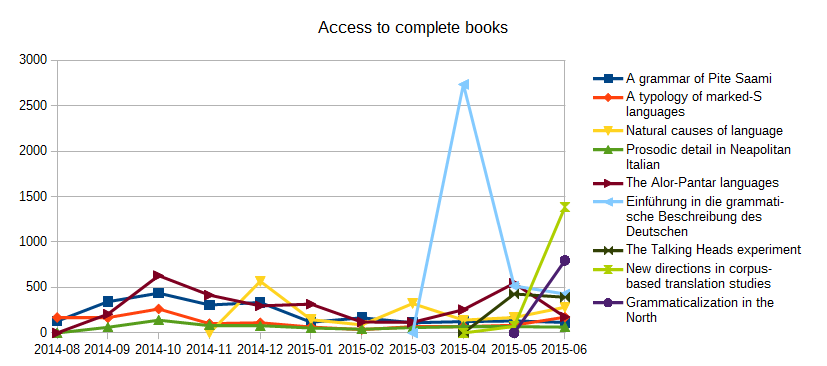 Access to complete books
3000
2500
2000
1500
1000
500
0
2014-08 2014-09 2014-10 2014-11 2014-12 2015-01 2015-02 2015-03 2015-04 2015-05 2015-06
A grammar of Pite Saami
A typology of marked-S
languages
Natural causes of language
Prosodic detail in Neapolitan
Italian
The Alor-Pantar languages
Einführung in die grammati-
sche Beschreibung des
Deutschen
The Talking Heads experiment
New directions in corpus-
based translation studies
Grammaticalization in the
North